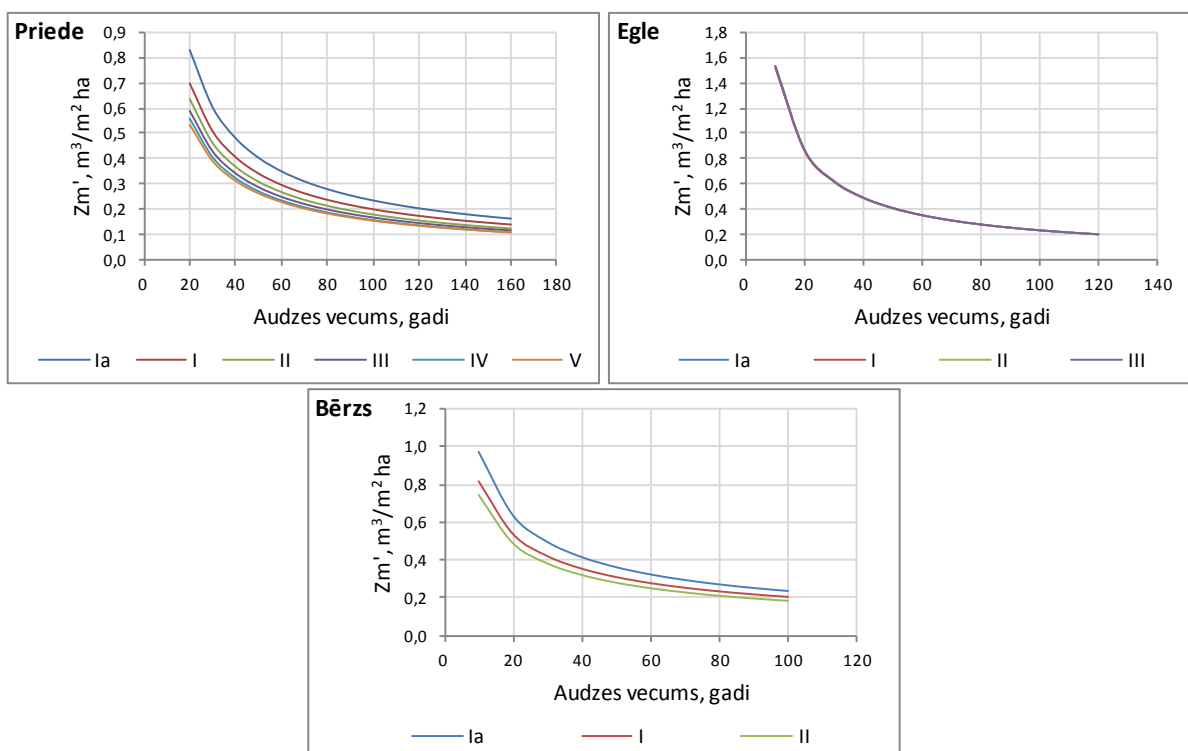 Priede
Zm', m³/m² ha
0,9
0,8
0,7
0,6
0,5
0,4
0,3
0,2
0,1
0,0
0 20 40 60 80 100 120 140 160 180
Audzes vecums, gadi
Ia I II III IV V
Egle
Zm', m³/m² ha
1,8
1,6
1,4
1,2
1,0
0,8
0,6
0,4
0,2
0,0
0 20 40 60 80 100 120 140
Audzes vecums, gadi
Ia I II III
Bērzs
Zm', m³/m² ha
1,2
1,0
0,8
0,6
0,4
0,2
0,0
0 20 40 60 80 100 120
Audzes vecums, gadi
Ia I II